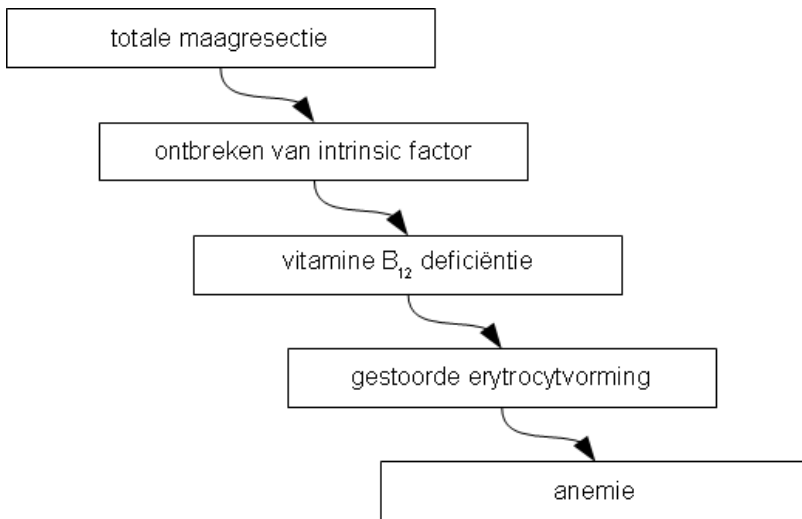 totale maagresectie
ontbreken van intrinsic factor
vitamine B₁₂ deficiëntie
gestoorde erytrocytvorming
anemie